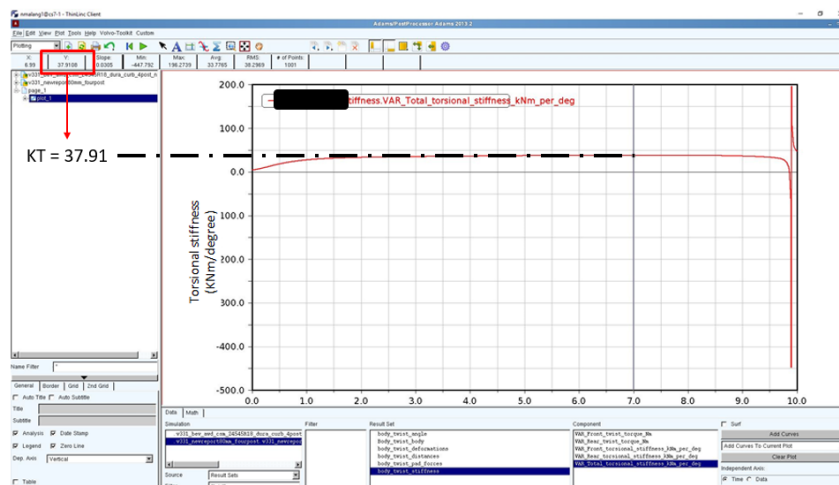 nmalang1@cs7-1 - ThinLinc Client
Adams/PostProcessor Adams 2013.2
File Edit View Plot Tools Help Volvo-Toolkit Custom
Plotting
X: Y: Slope Min: Max: Avg: RMS: # of Points:
6.99 37.9108 0.0305 -447.792 196.2739 33.7765 38.2969 1001
v331_newreport80mm_fourpost
page_1
plot_1
KT = 37.91
tiffness.VAR_Total_torsional_stiffness_kNm_per_deg
200.0
100.0
0.0
100.0
200.0
300.0
-400.0
-500.0
Torsional stiffness
(KNm/degree)
0.0 1.0 2.0 3.0 4.0 5.0 6.0 7.0 8.0 9.0 10.0
Name Filter *
General Border Grid 2nd Grid
Auto Title Auto Subtitle
Title
Subtitle
Analysis Date Stamp
Legend Zero Line
Dep. Axis Vertical
Table
Data Math
Simulation Filter Result Set Component Surf
body_twist_angle
Body_twist_body
body_twist_deformations
body_twist_distances
body_twist_pad_forces
body_twist_stiffness
VAR_Front_twist_torque_Nm
VAR_Rear_twist_torque_Nm
VAR_Front_torsional_stiffness_kNm_per_deg
VAR_Rear_torsional_stiffness_kNm_per_deg
VAR_Total_torsional_stiffness_kNm_per_deg
Add Curves
Add Curves To Current Plot
Clear Plot
Independent Axis:
Time Data
Source Result Sets